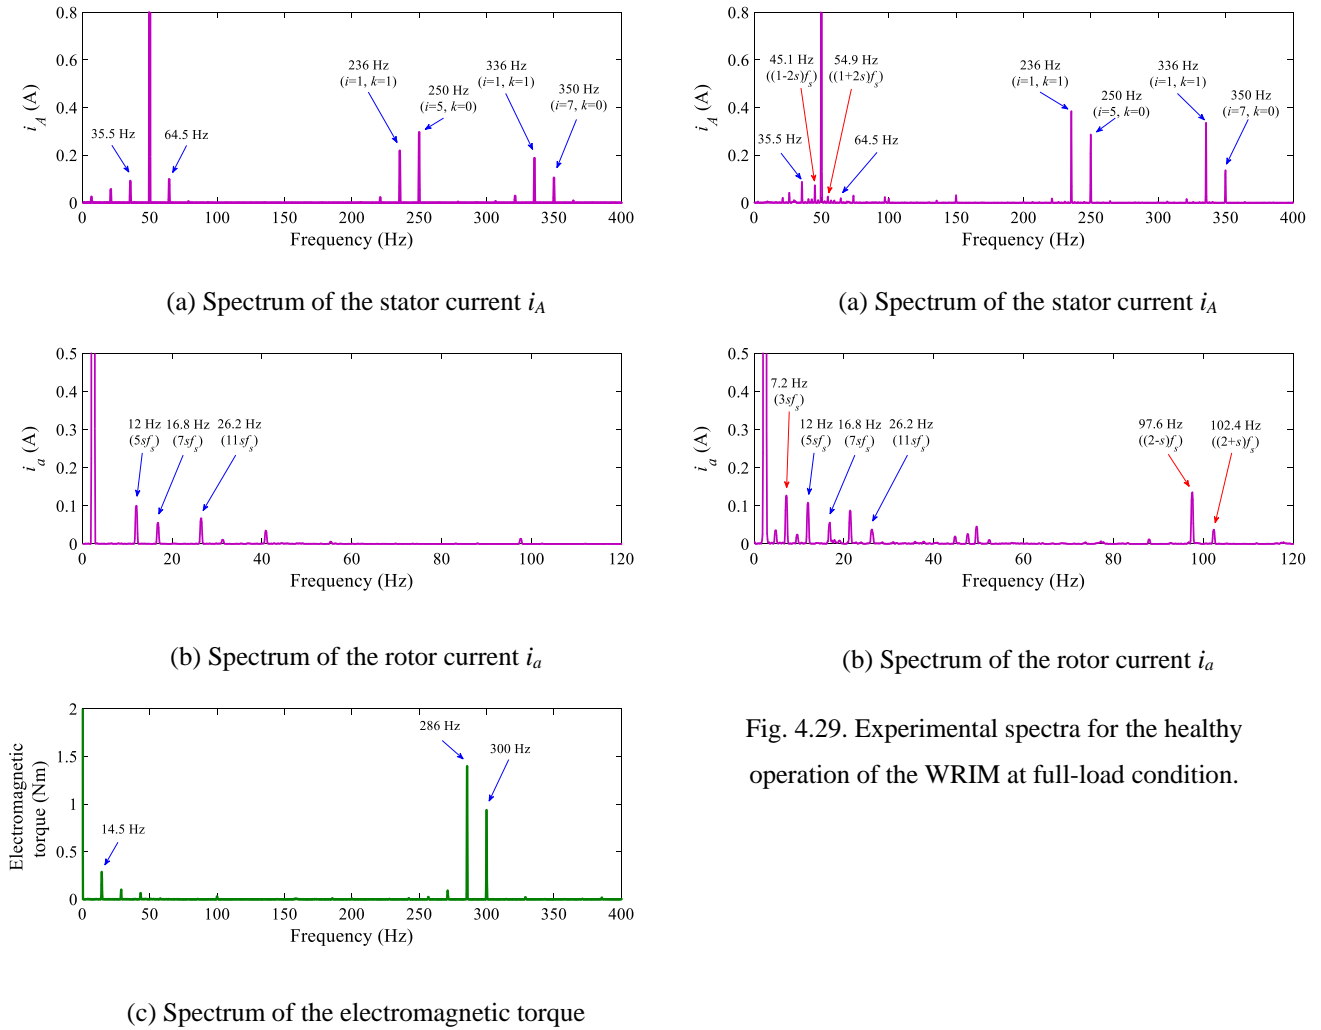 0.8
0.6
0.4
0.2
0
i_A (A)
35.5 Hz
64.5 Hz
236 Hz
(i=1, k=1)
250 Hz
(i=5, k=0)
336 Hz
(i=1, k=1)
350 Hz
(i=7, k=0)
0 50 100 150 200 250 300 350 400
Frequency (Hz)
(a) Spectrum of the stator current i_A
0.5
0.4
0.3
0.2
0.1
0
i_a (A)
12 Hz
(5sf_s)
16.8 Hz
(7sf_s)
26.2 Hz
(11sf_s)
0 20 40 60 80 100 120
Frequency (Hz)
(b) Spectrum of the rotor current i_a
2
1.5
1
0.5
0
Electromagnetic
torque (Nm)
14.5 Hz
286 Hz
300 Hz
0 50 100 150 200 250 300 350 400
Frequency (Hz)
(c) Spectrum of the electromagnetic torque
0.8
0.6
0.4
0.2
0
i_A (A)
45.1 Hz
((1-2s)f_s)
54.9 Hz
((1+2s)f_s)
35.5 Hz
64.5 Hz
236 Hz
(i=1, k=1)
250 Hz
(i=5, k=0)
336 Hz
(i=1, k=1)
350 Hz
(i=7, k=0)
0 50 100 150 200 250 300 350 400
Frequency (Hz)
(a) Spectrum of the stator current i_A
0.5
0.4
0.3
0.2
0.1
0
i_a (A)
7.2 Hz
(3sf_s)
12 Hz
(5sf_s)
16.8 Hz
(7sf_s)
26.2 Hz
(11sf_s)
97.6 Hz
((2-s)f_s)
102.4 Hz
((2+s)f_s)
0 20 40 60 80 100 120
Frequency (Hz)
(b) Spectrum of the rotor current i_a
Fig. 4.29. Experimental spectra for the healthy
operation of the WRIM at full-load condition.